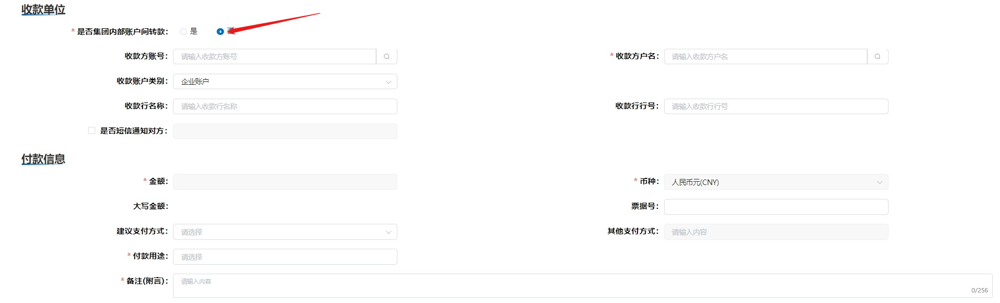 收款单位
* 是否集团内部账户间转款: 是
收款方账号: 请输入收款方账号 * 收款方户名: 请输入收款方户名
收款账户类别: 企业账户
收款行名称: 请输入收款行名称 收款行行号: 请输入收款行行号
是否短信通知对方:
付款信息
* 金额: * 币种: 人民币元(CNY)
大写金额: 票据号:
建议支付方式: 请选择 其他支付方式: 请输入内容
* 付款用途: 请选择
* 备注(附言): 请输入内容
0/256